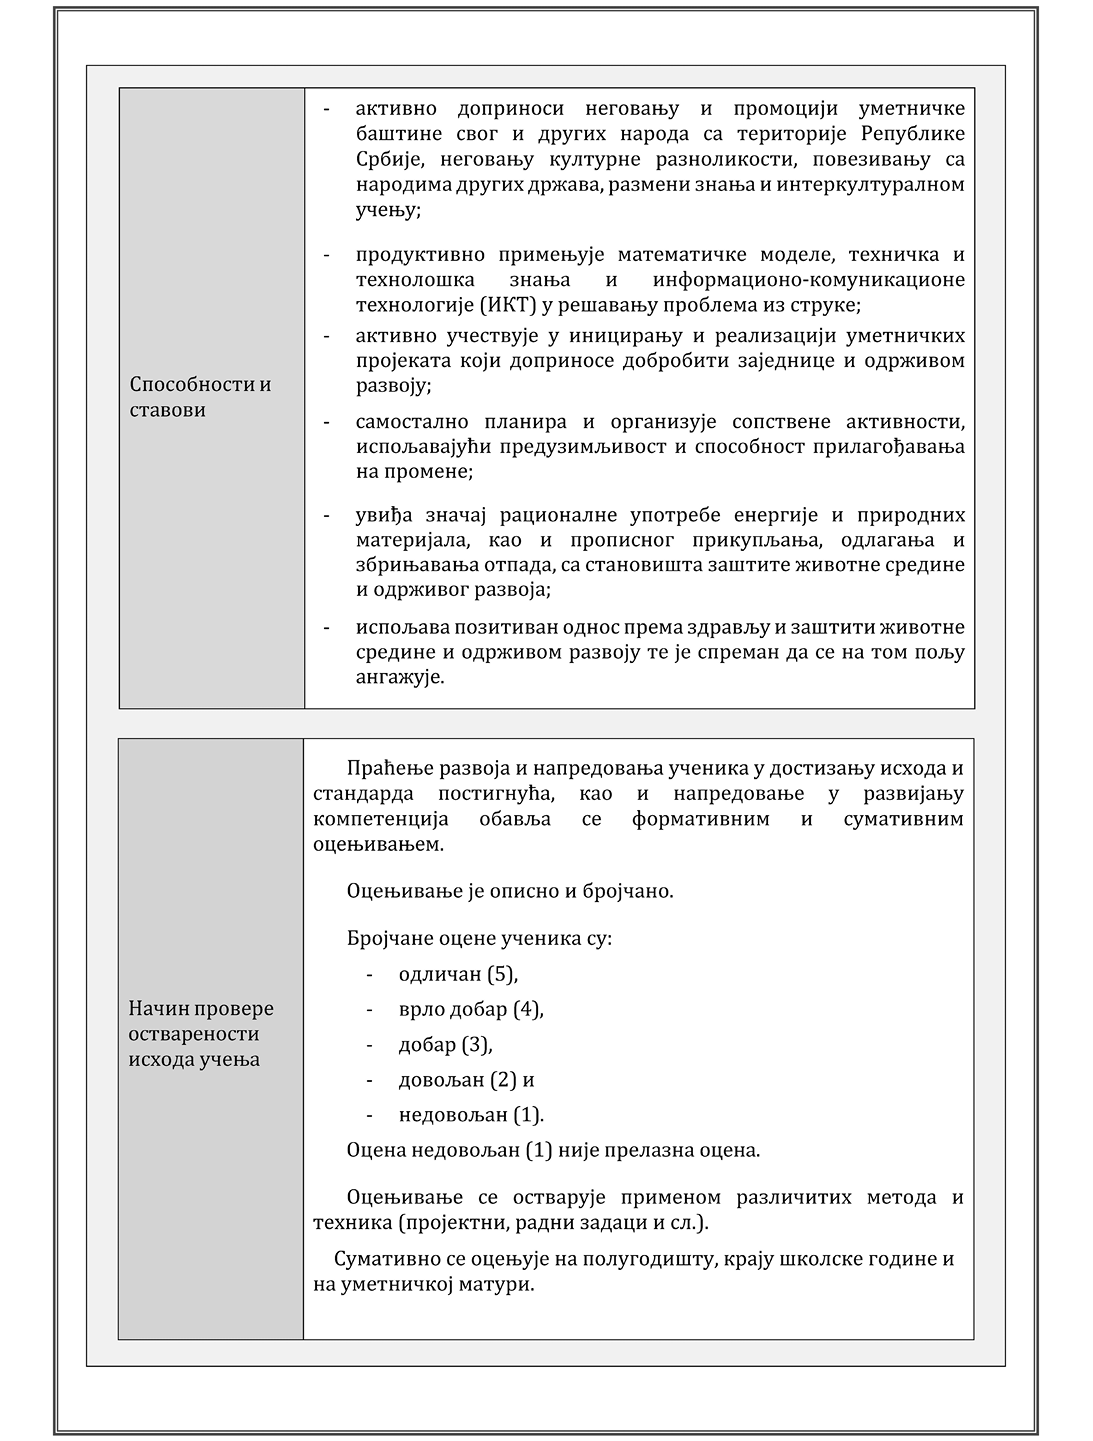 Способности и
ставови
- активно доприноси неговању и промоцији уметничке
баштине свог и других народа са територије Републике
Србије, неговању културне разноликости, повезивању са
народима других држава, размени знања и интеркултуралном
учењу;
- продуктивно примењује математичке моделе, техничка и
технолошка знања и информационо-комуникационе
технологије (ИКТ) у решавању проблема из струке;
- активно учествује у иницирању и реализацији уметничких
пројеката који доприносе добробити заједнице и одрживом
развоју;
- самостално планира и организује сопствене активности,
испољавајући предузимљивост и способност прилагођавања
на промене;
- увиђа значај рационалне употребе енергије и природних
материјала, као и прописног прикупљања, одлагања и
збрињавања отпада, са становишта заштите животне средине
и одрживог развоја;
- испољава позитиван однос према здрављу и заштити животне
средине и одрживом развоју те је спреман да се на том пољу
ангажује.
Начин провере
остварености
исхода учења
Праћење развоја и напредовања ученика у достизању исхода и
стандарда постигнућа, као и напредовање у развијању
компетенција обавља се формативним и сумативним
оцењивањем.
Оцењивање је описно и бројчано.
Бројчане оцене ученика су:
- одличан (5),
- врло добар (4),
- добар (3),
- довољан (2) и
- недовољан (1).
Оцена недовољан (1) није прелазна оцена.
Оцењивање се остварује применом различитих метода и
техника (пројектни, радни задаци и сл.).
Сумативно се оцењује на полугодишту, крају школске године и
на уметничкој матури.